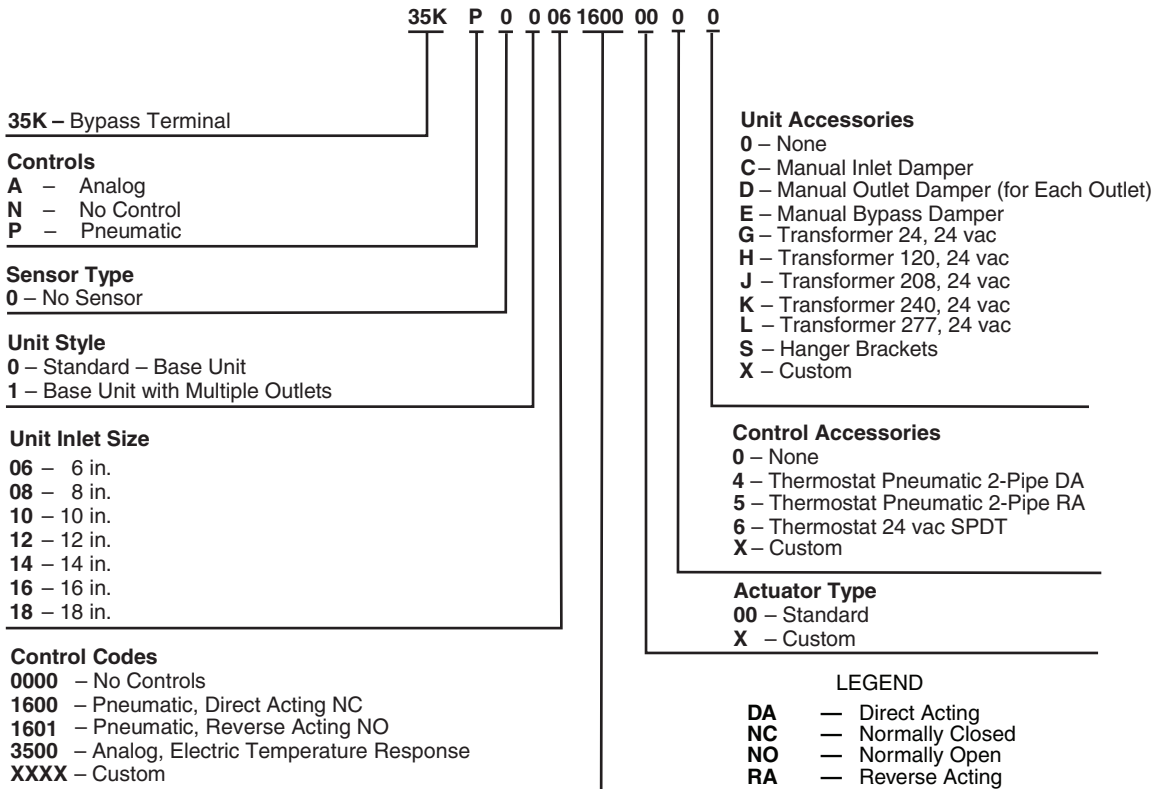 35K P 0 0 06 1600 00 0 0
35K – Bypass Terminal
Controls
A – Analog
N – No Control
P – Pneumatic
Sensor Type
0 – No Sensor
Unit Style
0 – Standard – Base Unit
1 – Base Unit with Multiple Outlets
Unit Inlet Size
06 – 6 in.
08 – 8 in.
10 – 10 in.
12 – 12 in.
14 – 14 in.
16 – 16 in.
18 – 18 in.
Control Codes
0000 – No Controls
1600 – Pneumatic, Direct Acting NC
1601 – Pneumatic, Reverse Acting NO
3500 – Analog, Electric Temperature Response
XXXX – Custom
Unit Accessories
0 – None
C – Manual Inlet Damper
D – Manual Outlet Damper (for Each Outlet)
E – Manual Bypass Damper
G – Transformer 24, 24 vac
H – Transformer 120, 24 vac
J – Transformer 208, 24 vac
K – Transformer 240, 24 vac
L – Transformer 277, 24 vac
S – Hanger Brackets
X – Custom
Control Accessories
0 – None
4 – Thermostat Pneumatic 2-Pipe DA
5 – Thermostat Pneumatic 2-Pipe RA
6 – Thermostat 24 vac SPDT
X – Custom
Actuator Type
00 – Standard
X – Custom
LEGEND
DA — Direct Acting
NC — Normally Closed
NO — Normally Open
RA — Reverse Acting